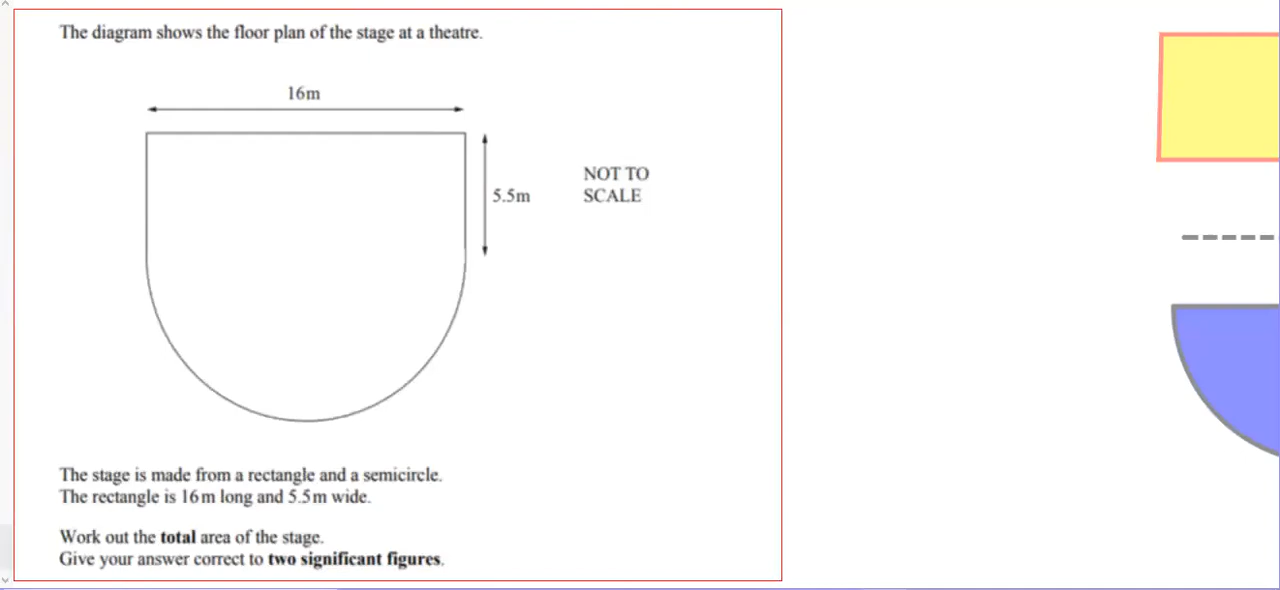 The diagram shows the floor plan of the stage at a theatre.
16m
NOT TO
5.5m
SCALE
The stage is made from a rectangle and a semicircle.
The rectangle is 16m long and 5.5m wide.
Work out the total area of the stage.
Give your answer correct to two significant figures.